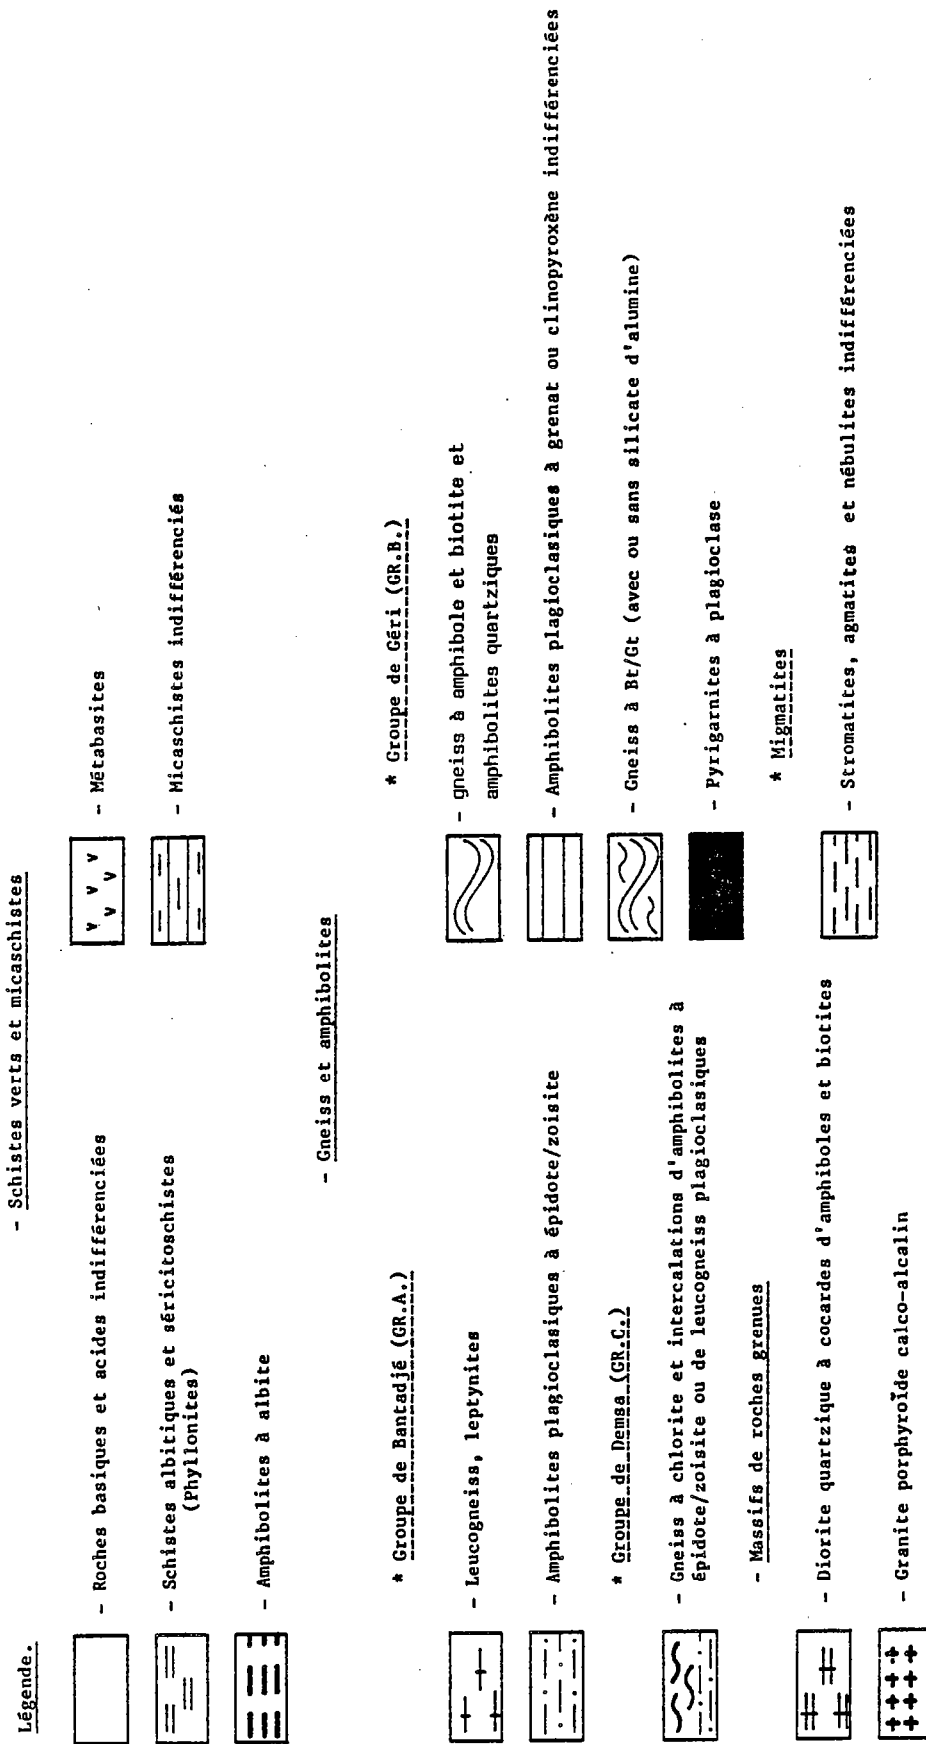 Légende.
- Schistes verts et micaschistes
- Roches basiques et acides indifférenciées
- Schistes albitiques et séricitoschistes
(Phyllonites)
- Amphibolites à albite
- Métabasites
- Micaschistes indifférenciés
- Gneiss et amphibolites
* Groupe de Bantadjé (GR.A.)
- Leucogneiss, leptynites
- Amphibolites plagioclasiques à épidote/zoisite
* Groupe de Demsa (GR.C.)
- Gneiss à chlorite et intercalations d'amphibolites à
épidote/zoisite ou de leucogneiss plagioclasiques
- Massifs de roches grenues
- Diorite quartzique à cocardes d'amphiboles et biotites
- Granite porphyroïde calco-alcalin
* Groupe de Géri (GR.B.)
- gneiss à amphibole et biotite et
amphibolites quartziques
- Amphibolites plagioclasiques à grenat ou clinopyroxène indifférenciées
- Gneiss à Bt/Gt (avec ou sans silicate d'alumine)
- Pyrigarnites à plagioclase
* Migmatites
- Stromatites, agmatites et nébulites indifférenciées